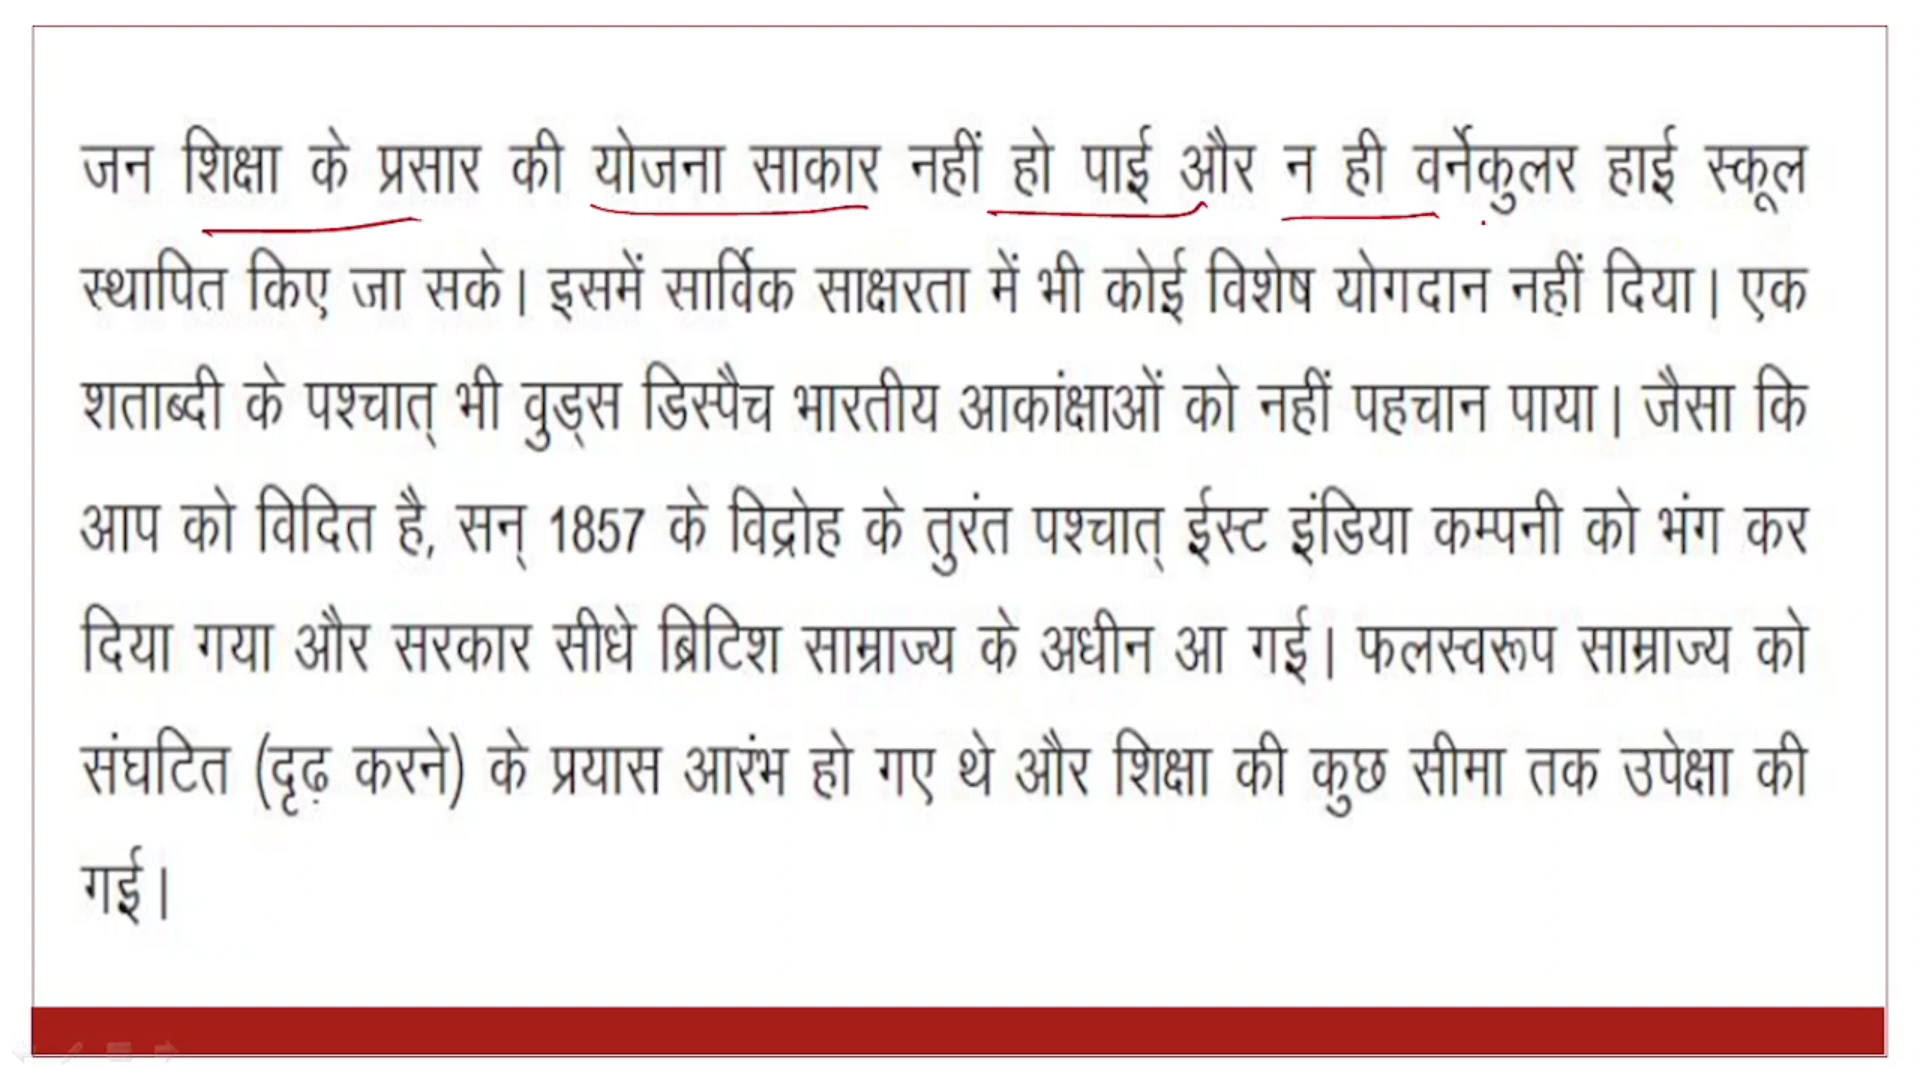 जन शिक्षा के प्रसार की योजना साकार नहीं हो पाई और न ही वर्नेकुलर हाई स्कूल
स्थापित किए जा सके। इसमें सार्विक साक्षरता में भी कोई विशेष योगदान नहीं दिया। एक
शताब्दी के पश्चात् भी वुड्स डिस्पैच भारतीय आकांक्षाओं को नहीं पहचान पाया। जैसा कि
आप को विदित है, सन् 1857 के विद्रोह के तुरंत पश्चात् ईस्ट इंडिया कम्पनी को भंग कर
दिया गया और सरकार सीधे ब्रिटिश साम्राज्य के अधीन आ गई। फलस्वरूप साम्राज्य को
संघटित (दृढ़ करने) के प्रयास आरंभ हो गए थे और शिक्षा की कुछ सीमा तक उपेक्षा की
गई।